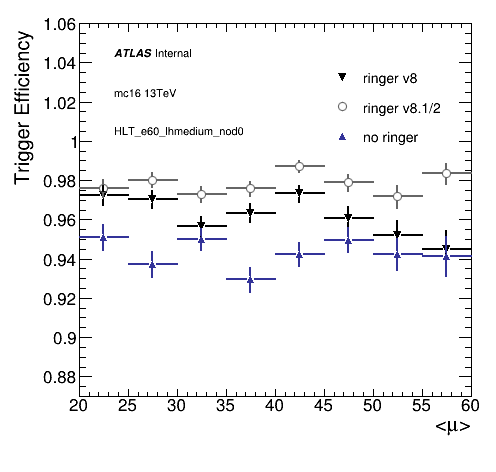 Trigger Efficiency
1.06
1.04
1.02
1
0.98
0.96
0.94
0.92
0.9
0.88
ATLAS Internal
mc16 13TeV
HLT_e60_lhmedium_nod0
ringer v8
ringer v8.1/2
no ringer
20 25 30 35 40 45 50 55 60
<μ>